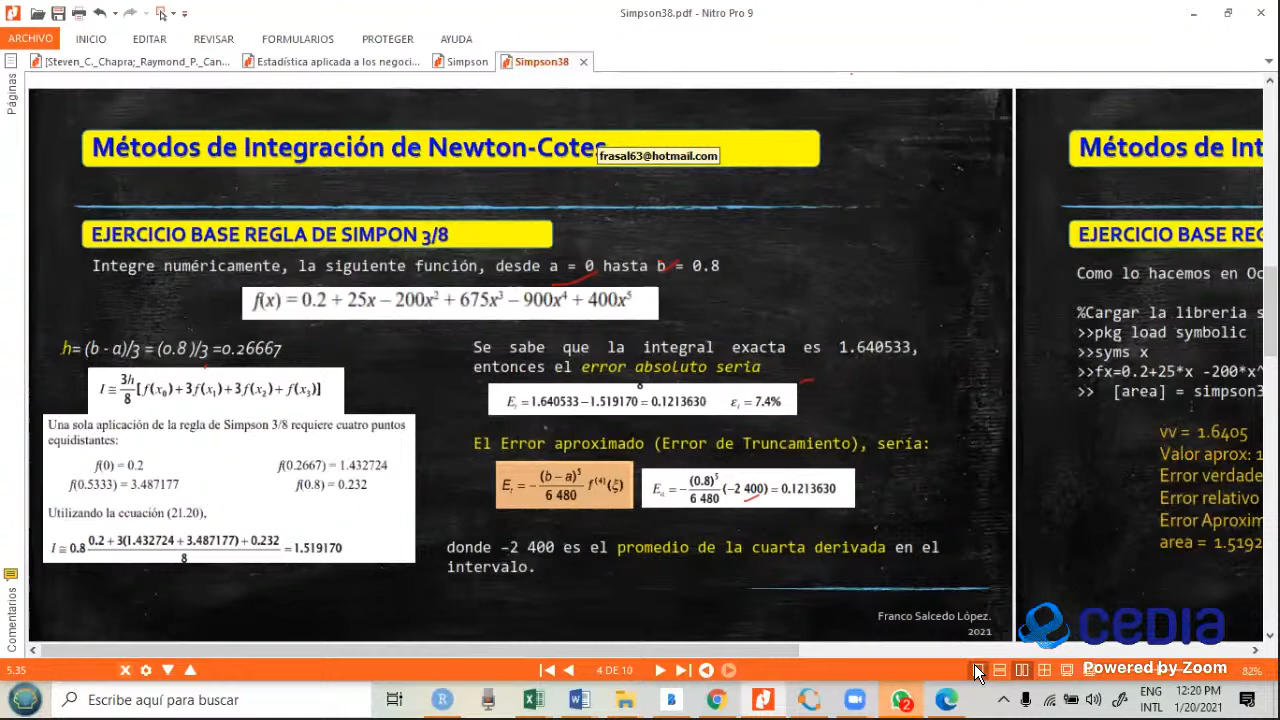 Simpson38.pdf - Nitro Pro 9
ARCHIVO INICIO EDITAR REVISAR FORMULARIOS PROTEGER AYUDA
[Steven_C._Chapra;_Raymond_P._Can... Estadística aplicada a los negoci... Simpson Simpson38
Páginas
Métodos de Integración de Newton-Cotes
frasal63@hotmail.com
EJERCICIO BASE REGLA DE SIMPON 3/8
Integre numéricamente, la siguiente función, desde a = 0 hasta b = 0.8
f(x) = 0.2 + 25x − 200x² + 675x³ − 900x⁴ + 400x⁵
h= (b - a)/3 = (0.8 )/3 =0.26667
I ≅ 3h/8 [f(x₀)+3f(x₁)+3f(x₂)+f(x₃)]
Una sola aplicación de la regla de Simpson 3/8 requiere cuatro puntos
equidistantes:
f(0) = 0.2 f(0.2667) = 1.432724
f(0.5333) = 3.487177 f(0.8) = 0.232
Utilizando la ecuación (21.20),
I ≅ 0.8 0.2 + 3(1.432724 + 3.487177) + 0.232 / 8 = 1.519170
Se sabe que la integral exacta es 1.640533,
entonces el error absoluto seria
8
Eₜ = 1.640533 − 1.519170 = 0.1213630 εₜ = 7.4%
El Error aproximado (Error de Truncamiento), sería:
Eₜ = − (b − a)⁵ / 6 480 f⁽⁴⁾(ξ)
Eₐ = − (0.8)⁵ / 6 480 (−2 400) = 0.1213630
donde −2 400 es el promedio de la cuarta derivada en el
intervalo.
Franco Salcedo López.
2021
Métodos de Int
EJERCICIO BASE REG
Como lo hacemos en Oc
%Cargar la libreria s
>>pkg load symbolic
>>syms x
>>fx=0.2+25*x -200*x^
>> [area] = simpson3
vv = 1.6405
Valor aprox: 1
Error verdade
Error relativo
Error Aproxim
area = 1.5192
cedia
Powered by Zoom
Comentarios
5.35 4 DE 10 82%
Escribe aquí para buscar
2
ENG
INTL
12:20 PM
1/20/2021